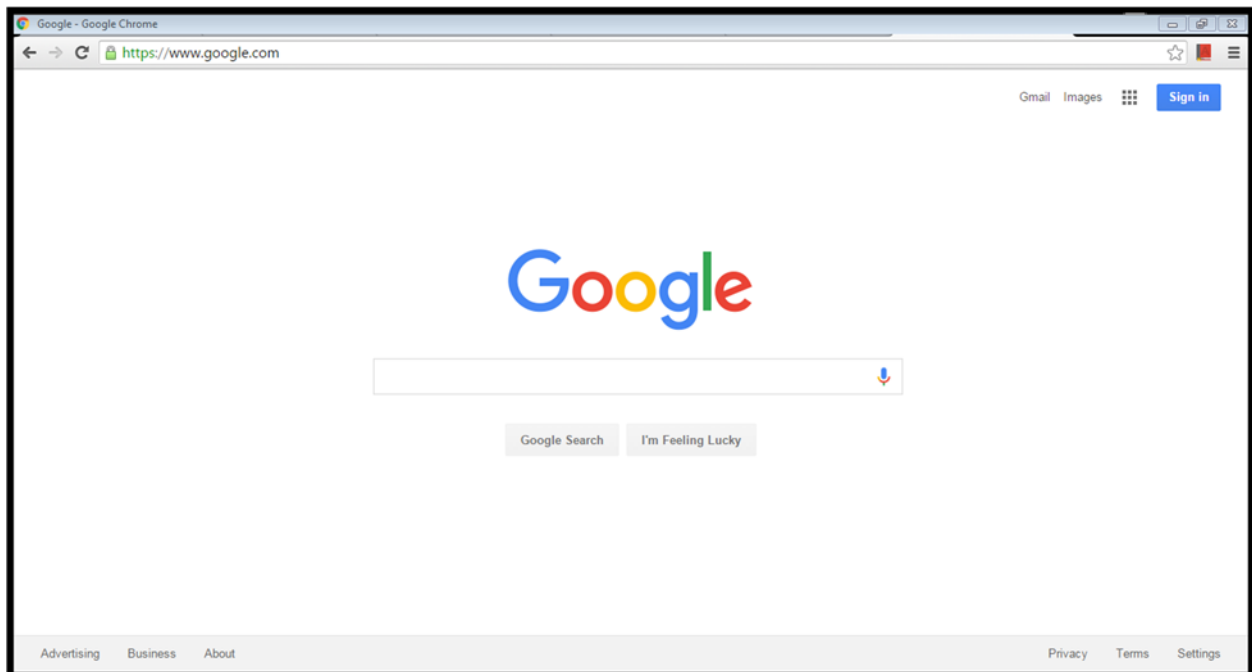 Google - Google Chrome
https://www.google.com
Gmail Images Sign in
Google
Google Search I'm Feeling Lucky
Advertising Business About Privacy Terms Settings